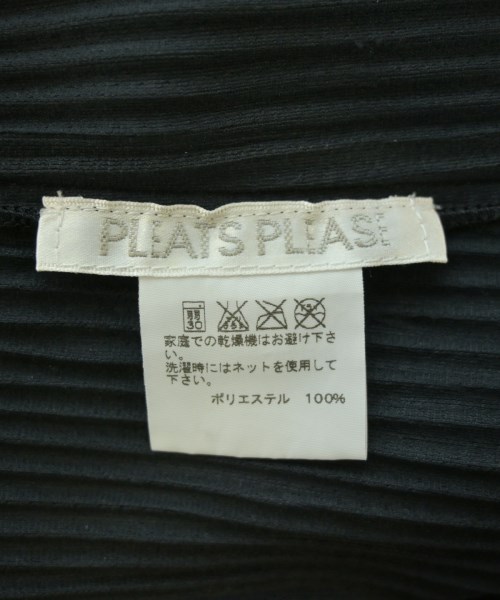 PLEATS PLEASE
弱
30
家庭での乾燥機はお避け下さ
い。
洗濯時にはネットを使用して
下さい。
ポリエステル 100%